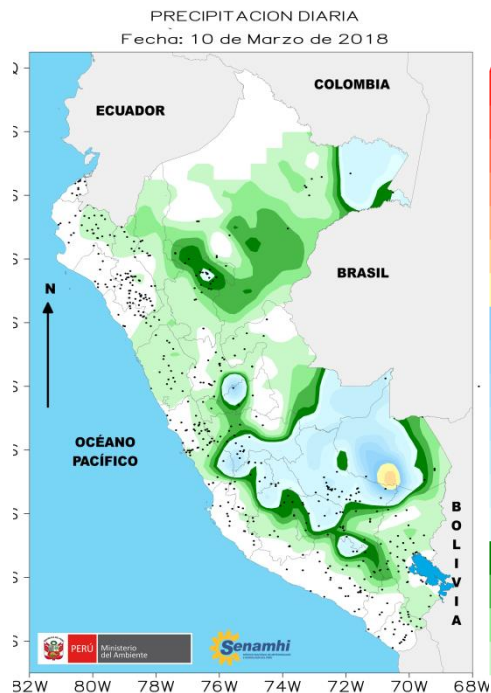 PRECIPITACION DIARIA
Fecha: 10 de Marzo de 2018
COLOMBIA
ECUADOR
BRASIL
N
OCÉANO
PACÍFICO
BOLIVIA
PERÚ Ministerio
del Ambiente
Senamhi
82W 80W 78W 76W 74W 72W 70W 68W